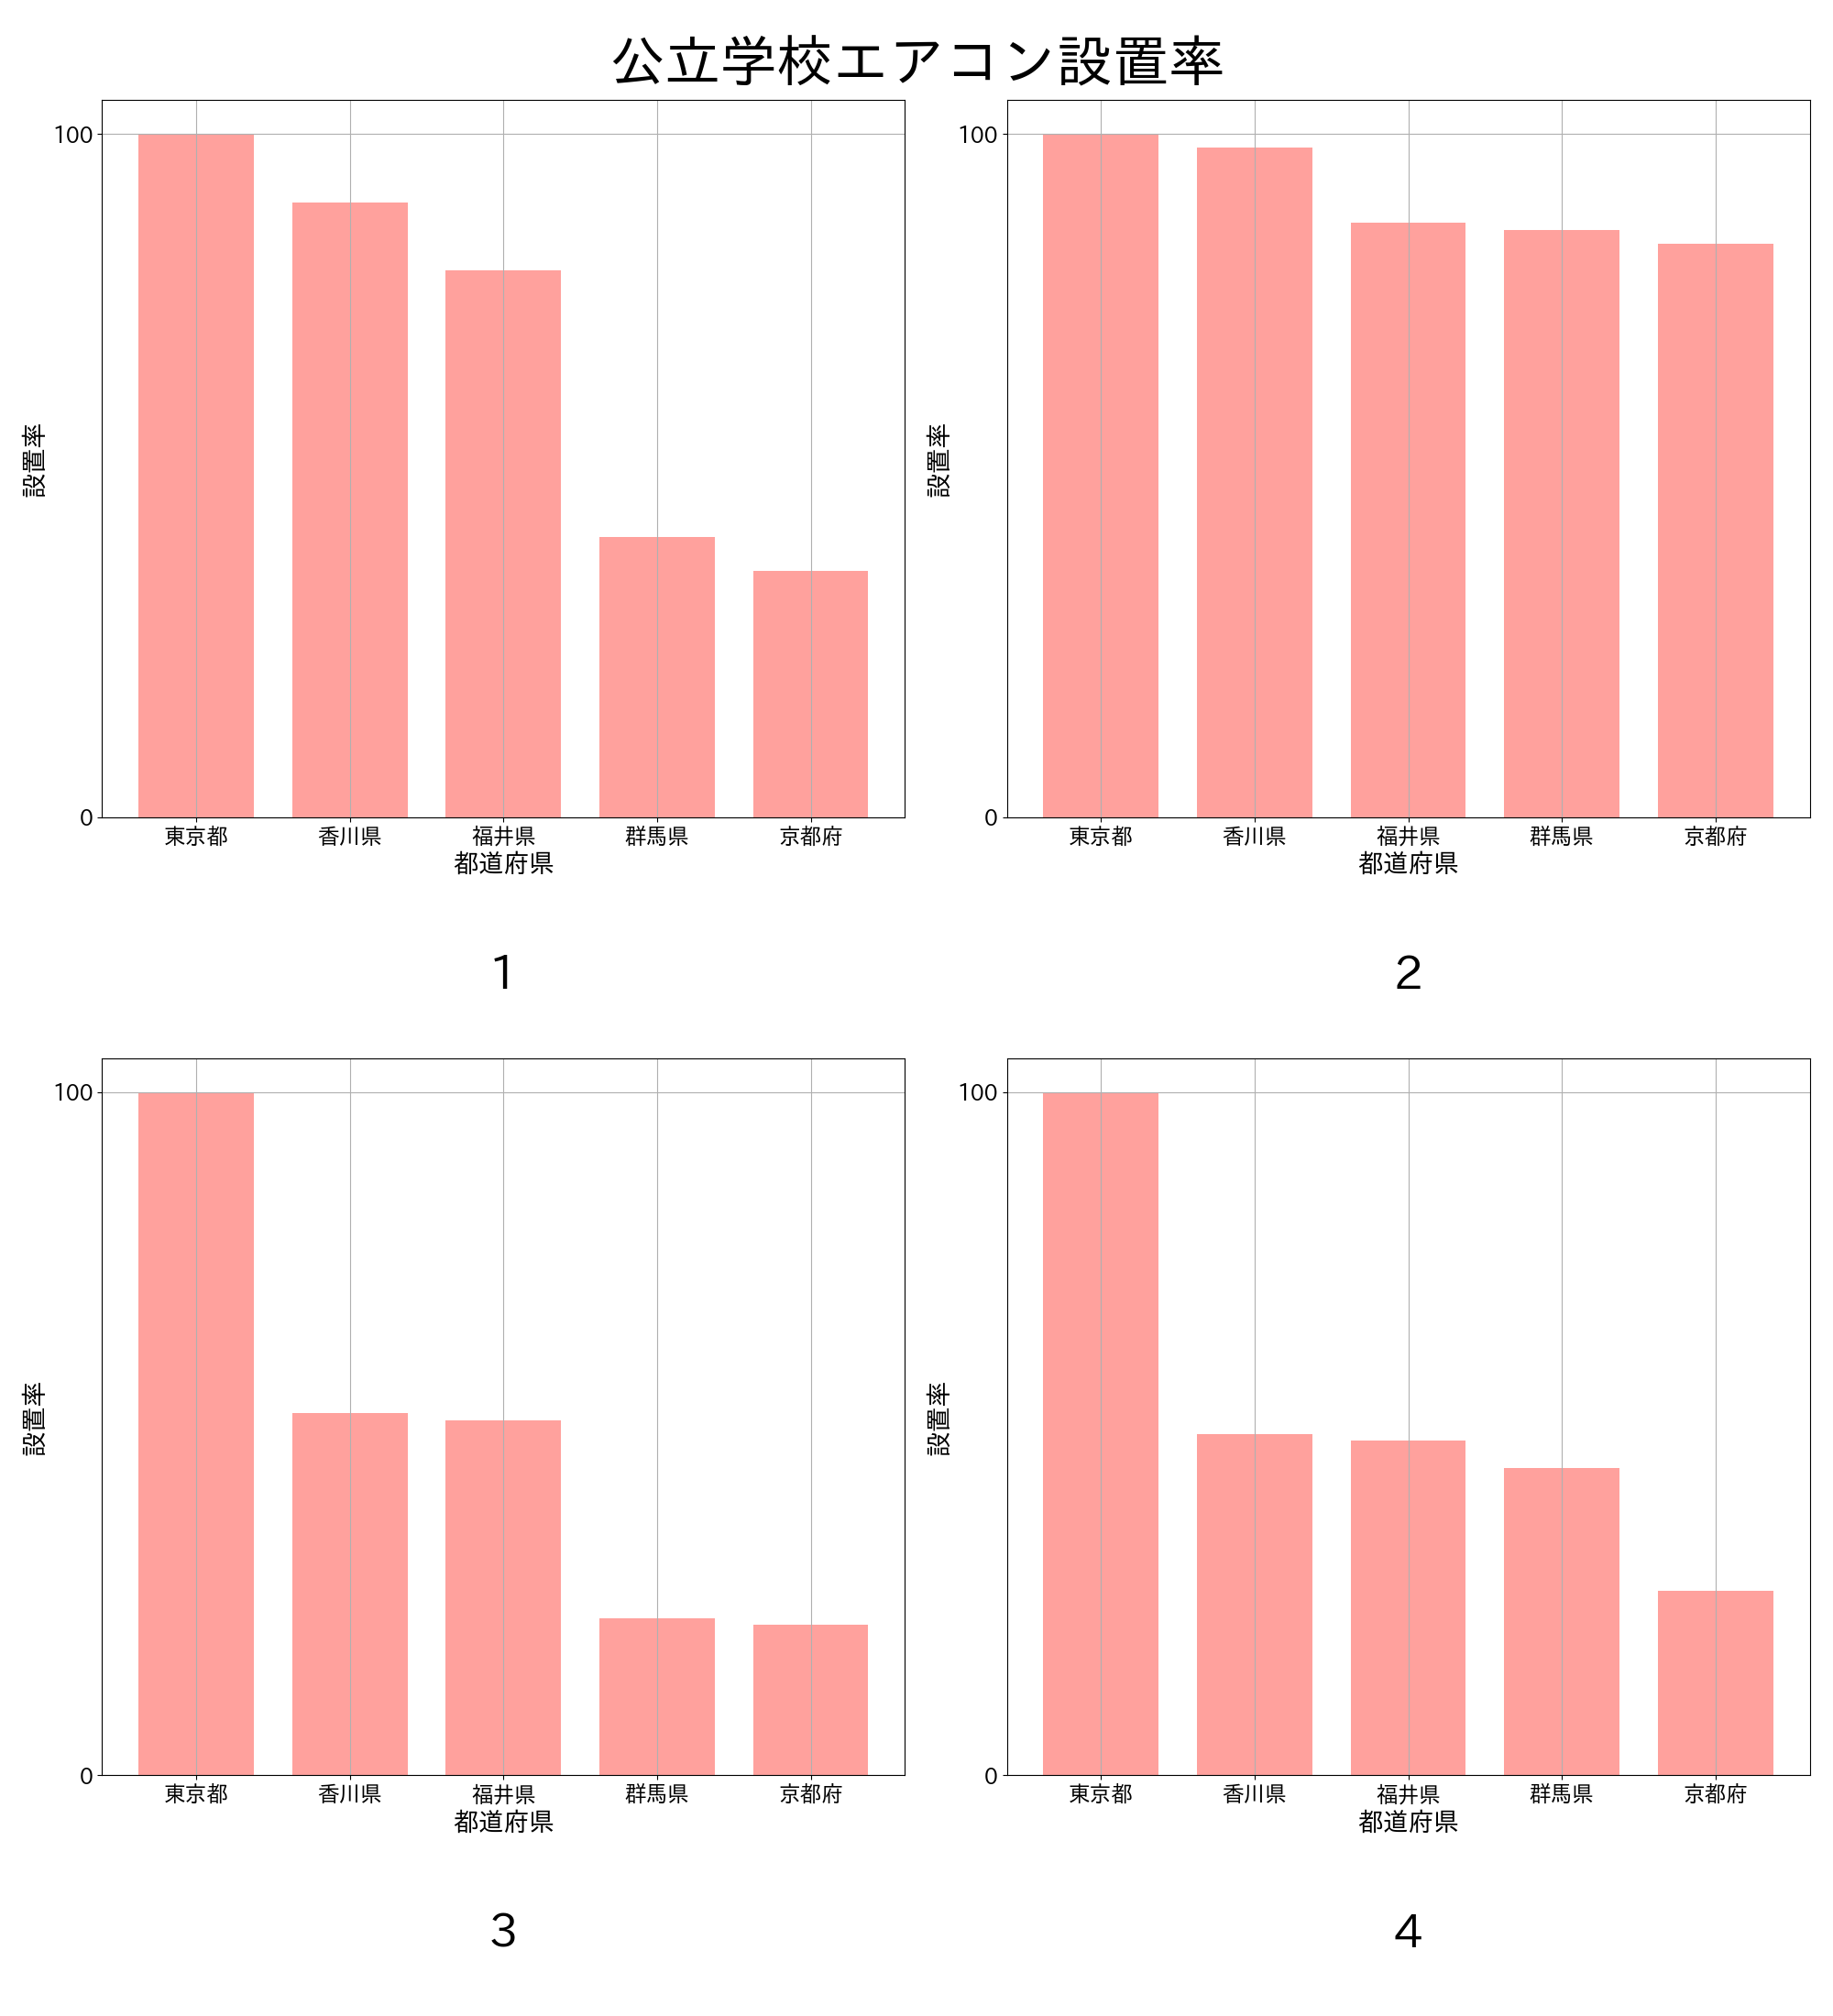 公立学校エアコン設置率
100
設置率
0
東京都 香川県 福井県 群馬県 京都府
都道府県
1
100
設置率
0
東京都 香川県 福井県 群馬県 京都府
都道府県
2
100
設置率
0
東京都 香川県 福井県 群馬県 京都府
都道府県
3
100
設置率
0
東京都 香川県 福井県 群馬県 京都府
都道府県
4